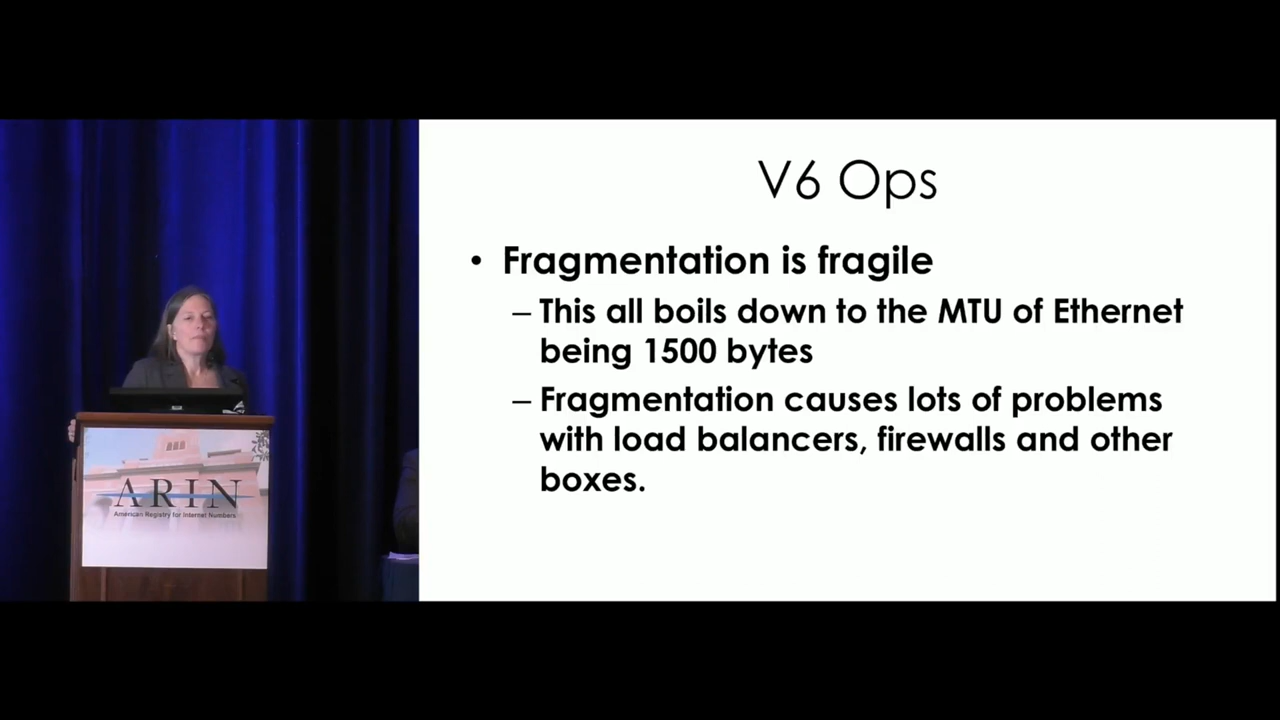 V6 Ops
• Fragmentation is fragile
– This all boils down to the MTU of Ethernet
being 1500 bytes
– Fragmentation causes lots of problems
with load balancers, firewalls and other
boxes.
ARIN
American Registry for Internet Numbers